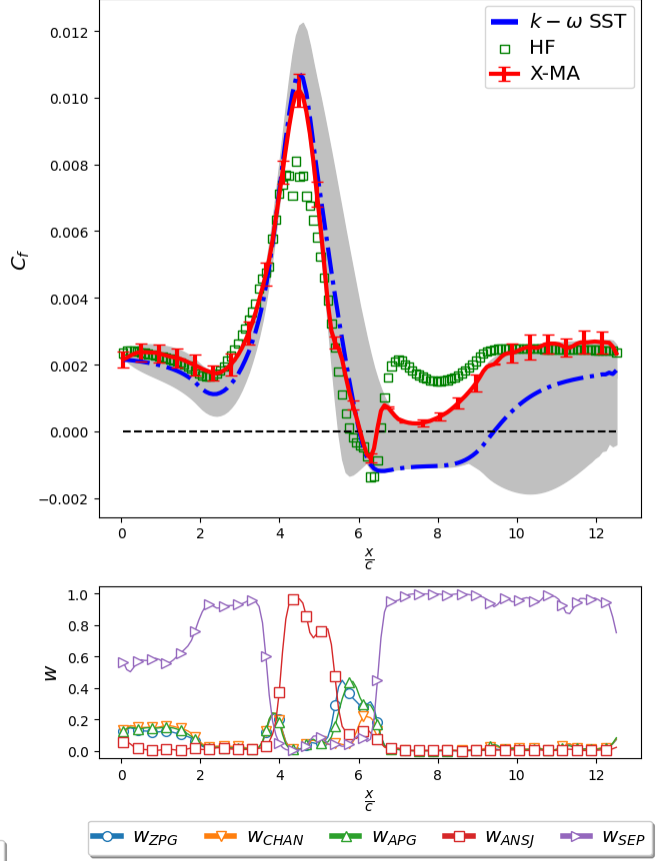 k − ω SST
HF
X-MA
0.012
0.010
0.008
0.006
0.004
0.002
0.000
−0.002
C_f
0 2 4 6 8 10 12
x/c
1.0
0.8
0.6
0.4
0.2
0.0
w
0 2 4 6 8 10 12
x/c
w_ZPG w_CHAN w_APG w_ANSJ w_SEP